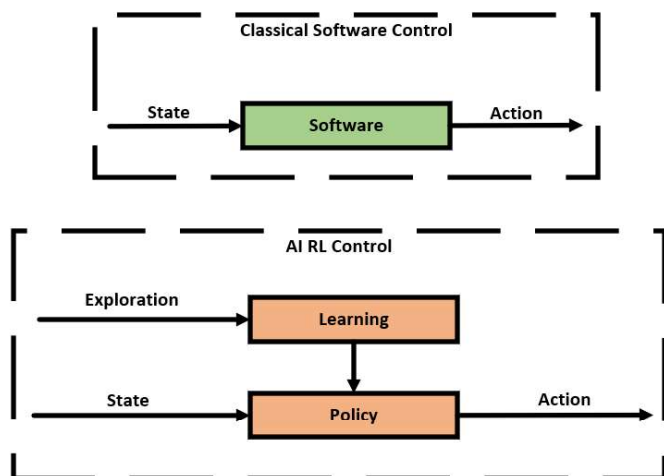 Classical Software Control
State
Software
Action
AI RL Control
Exploration
Learning
State
Policy
Action